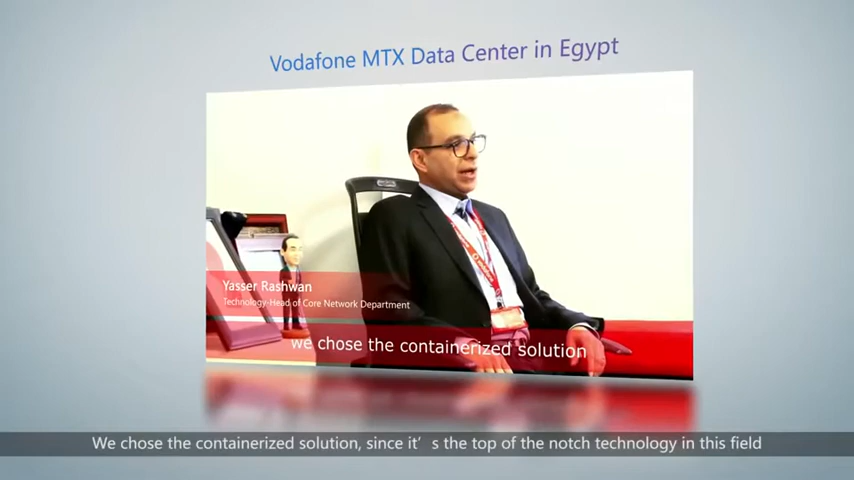 Vodafone MTX Data Center in Egypt
Yasser Rashwan
Technology-Head of Core Network Department
we chose the containerized solution
We chose the containerized solution, since it' s the top of the notch technology in this field